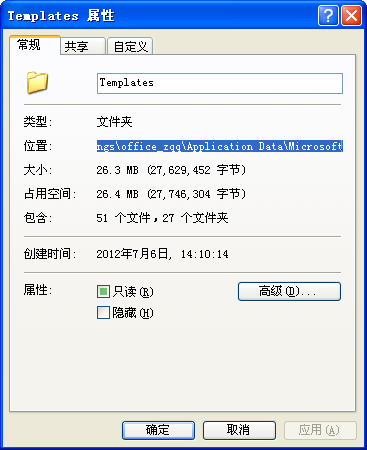 Templates 属性
常规 共享 自定义
Templates
类型: 文件夹
位置: ngs\office_zqq\Application Data\Microsoft
大小: 26.3 MB (27,629,452 字节)
占用空间: 26.4 MB (27,746,304 字节)
包含: 51 个文件，27 个文件夹
创建时间: 2012年7月6日, 14:10:14
属性: 只读(R) 高级(D)...
隐藏(H)
确定 取消 应用(A)